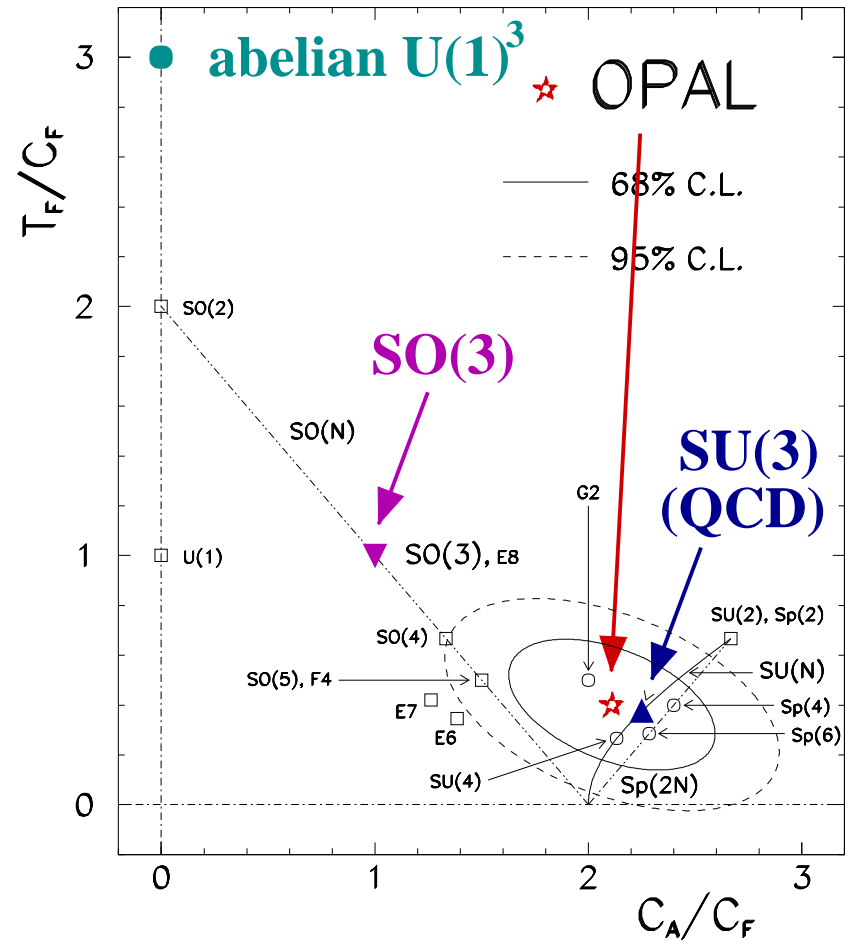 3
abelian U(1)³
OPAL
T_F/C_F
68% C.L.
95% C.L.
2
SO(2)
SO(3)
SO(N)
SU(3)
(QCD)
G2
1
U(1)
SO(3), E8
SU(2), Sp(2)
SO(4)
SU(N)
SO(5), F4
E7
Sp(4)
E6
Sp(6)
SU(4)
Sp(2N)
0
0 1 2 3
C_A/C_F